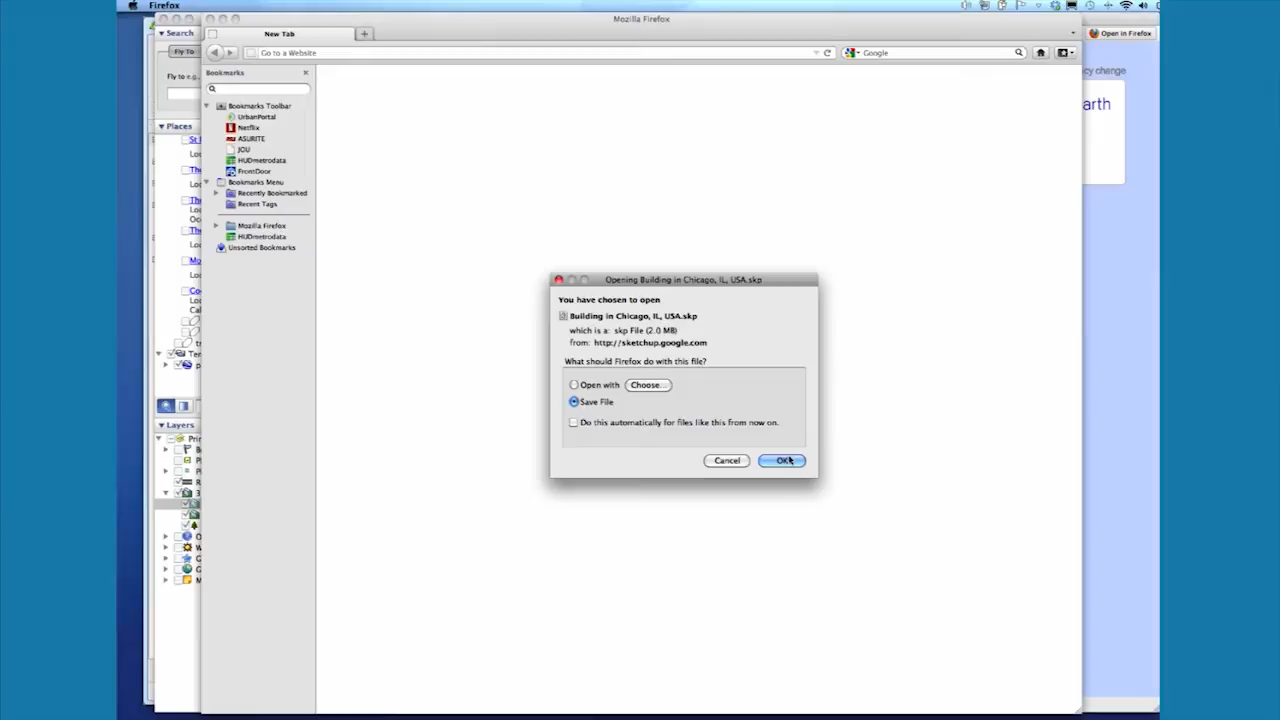 Firefox
Mozilla Firefox
Search
New Tab
Open in Firefox
Fly To
Go to a Website
Google
Fly to e.g.,
Bookmarks
cy change
Bookmarks Toolbar
arth
UrbanPortal
Netflix
Places
ASURITE
JOU
HUDmetrodata
FrontDoor
Bookmarks Menu
Recently Bookmarked
Recent Tags
Mozilla Firefox
HUDmetrodata
Unsorted Bookmarks
Opening Building in Chicago, IL, USA.skp
You have chosen to open
Building in Chicago, IL, USA.skp
which is a: skp File (2.0 MB)
from: http://sketchup.google.com
What should Firefox do with this file?
Open with Choose...
Save File
Do this automatically for files like this from now on.
Cancel OK
Layers